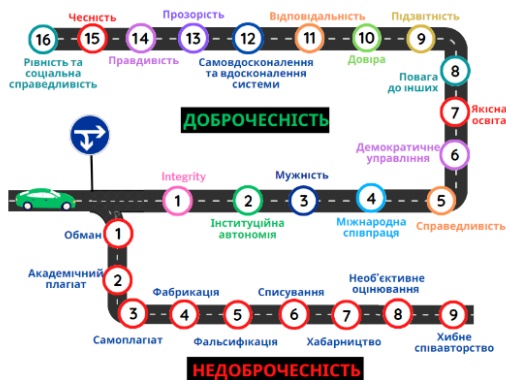 16
Рівність та
соціальна
справедливість
15
Чесність
14
Правдивість
13
Прозорість
12
Самовдосконалення
та вдосконалення
системи
11
Відповідальність
10
Довіра
9
Підзвітність
8
Повага
до інших
7
Якісна
освіта
6
Демократичне
управління
ДОБРОЧЕСНІСТЬ
1
Integrity
2
Інституційна
автономія
3
Мужність
4
Міжнародна
співпраця
5
Справедливість
1
Обман
2
Академічний
плагіат
3
Самоплагіат
4
Фабрикація
5
Фальсифікація
6
Списування
7
Хабарництво
8
Необ'єктивне
оцінювання
9
Хибне
співавторство
НЕДОБРОЧЕСНІСТЬ